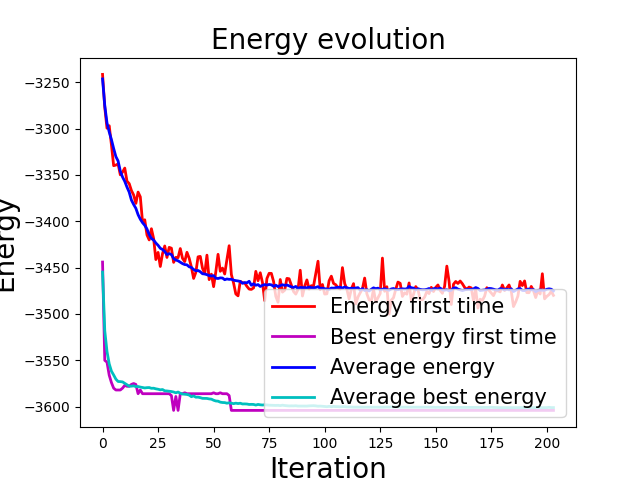 Energy evolution
Energy
−3250
−3300
−3350
−3400
−3450
−3500
−3550
−3600
Energy first time
Best energy first time
Average energy
Average best energy
0 25 50 75 100 125 150 175 200
Iteration